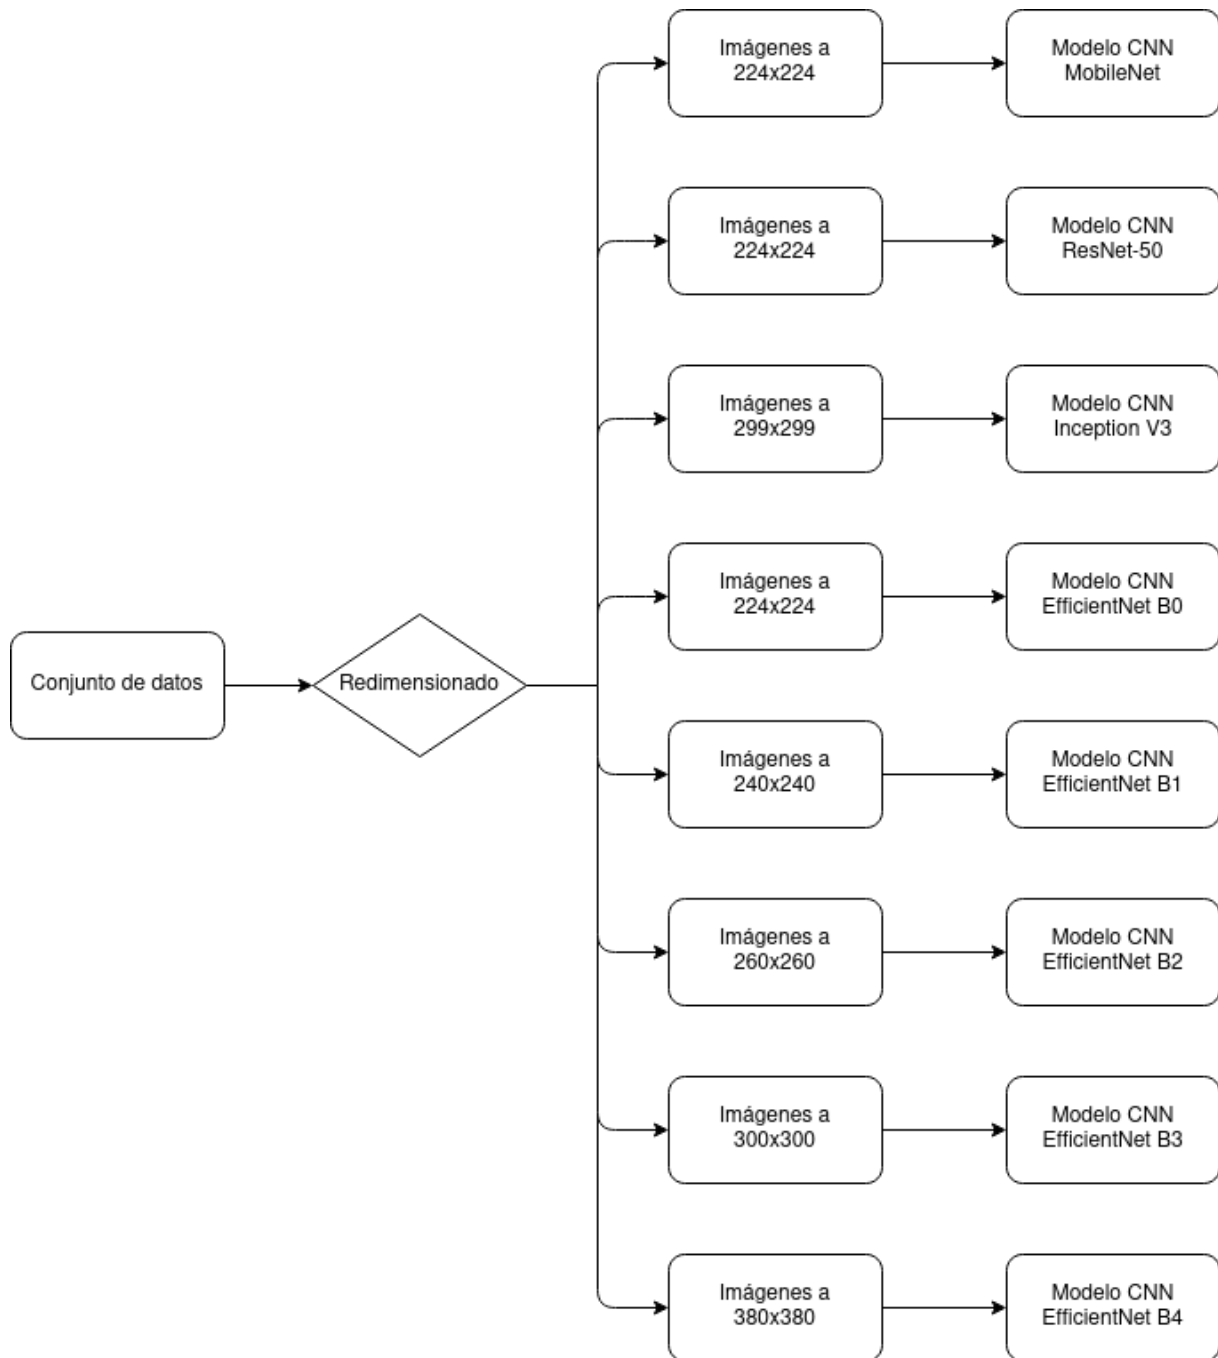 Imágenes a
224x224
Modelo CNN
MobileNet
Imágenes a
224x224
Modelo CNN
ResNet-50
Imágenes a
299x299
Modelo CNN
Inception V3
Imágenes a
224x224
Modelo CNN
EfficientNet B0
Conjunto de datos
Redimensionado
Imágenes a
240x240
Modelo CNN
EfficientNet B1
Imágenes a
260x260
Modelo CNN
EfficientNet B2
Imágenes a
300x300
Modelo CNN
EfficientNet B3
Imágenes a
380x380
Modelo CNN
EfficientNet B4